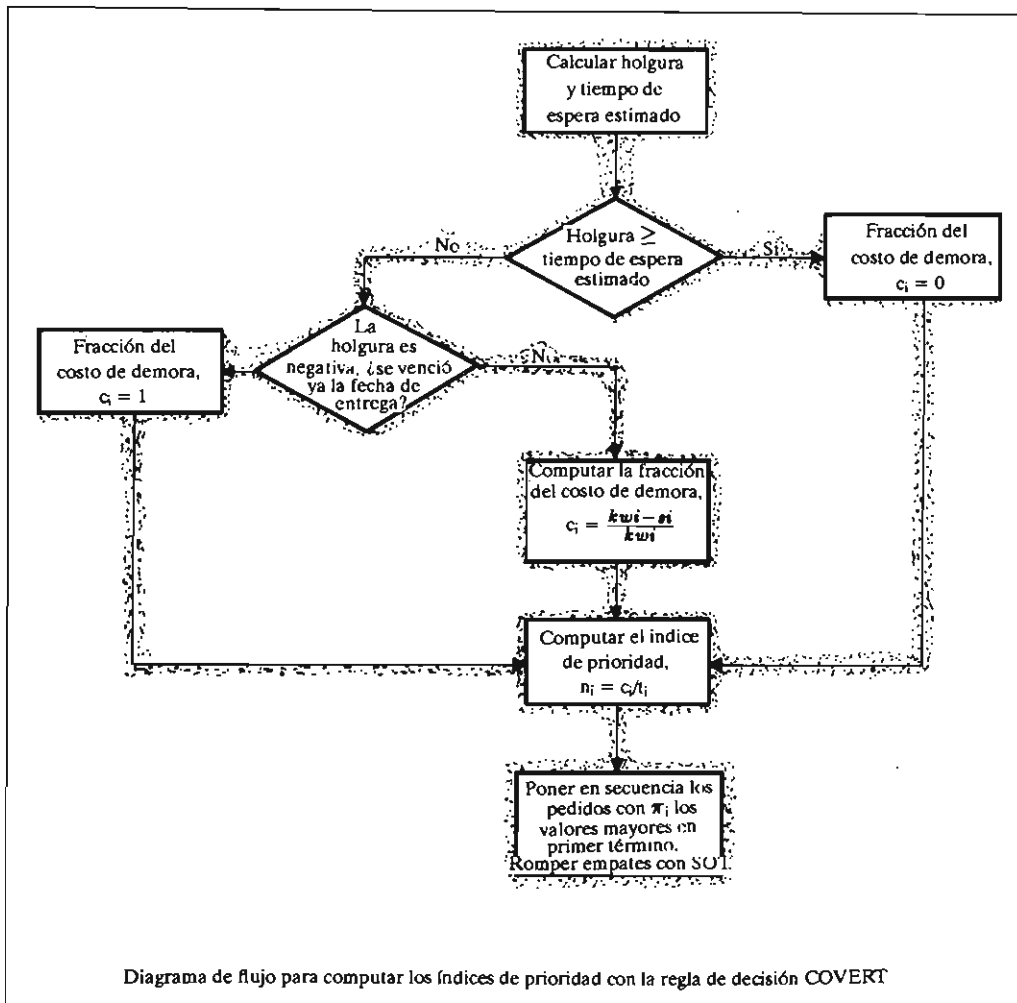 Calcular holgura
y tiempo de
espera estimado
Holgura ≥
tiempo de espera
estimado
No
Sí
Fracción del
costo de demora,
cᵢ = 0
La
holgura es
negativa, ¿se venció
ya la fecha de
entrega?
Fracción del
costo de demora,
cᵢ = 1
No
Computar la fracción
del costo de demora,
cᵢ = kwi−si
kwi
Computar el índice
de prioridad,
nᵢ = cᵢ/tᵢ
Poner en secuencia los
pedidos con πᵢ los
valores mayores en
primer término.
Romper empates con SOT.
Diagrama de flujo para computar los índices de prioridad con la regla de decisión COVERT